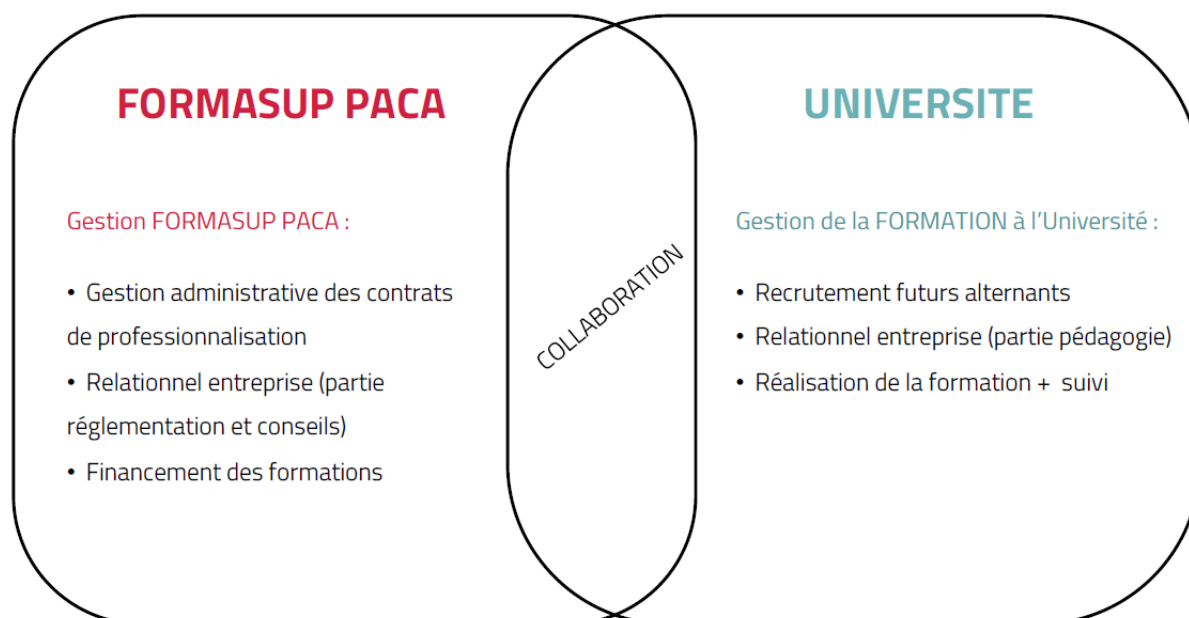 FORMASUP PACA
Gestion FORMASUP PACA :
• Gestion administrative des contrats
de professionnalisation
• Relationnel entreprise (partie
réglementation et conseils)
• Financement des formations
COLLABORATION
UNIVERSITE
Gestion de la FORMATION à l'Université :
• Recrutement futurs alternants
• Relationnel entreprise (partie pédagogie)
• Réalisation de la formation + suivi